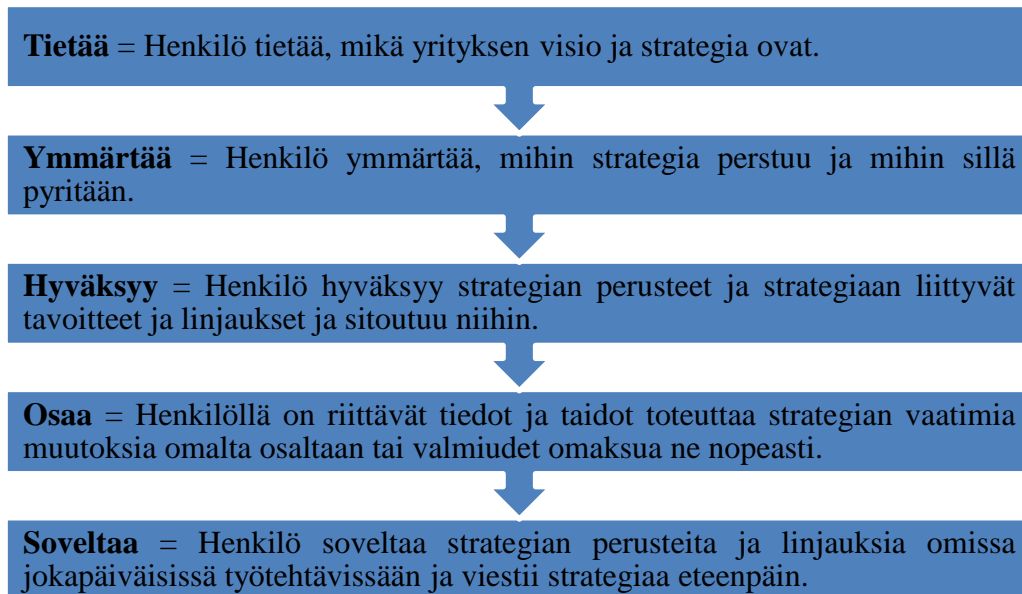 Tietää = Henkilö tietää, mikä yrityksen visio ja strategia ovat.
Ymmärtää = Henkilö ymmärtää, mihin strategia perstuu ja mihin sillä
pyritään.
Hyväksyy = Henkilö hyväksyy strategian perusteet ja strategiaan liittyvät
tavoitteet ja linjaukset ja sitoutuu niihin.
Osaa = Henkilöllä on riittävät tiedot ja taidot toteuttaa strategian vaatimia
muutoksia omalta osaltaan tai valmiudet omaksua ne nopeasti.
Soveltaa = Henkilö soveltaa strategian perusteita ja linjauksia omissa
jokapäiväisissä työtehtävissään ja viestii strategiaa eteenpäin.